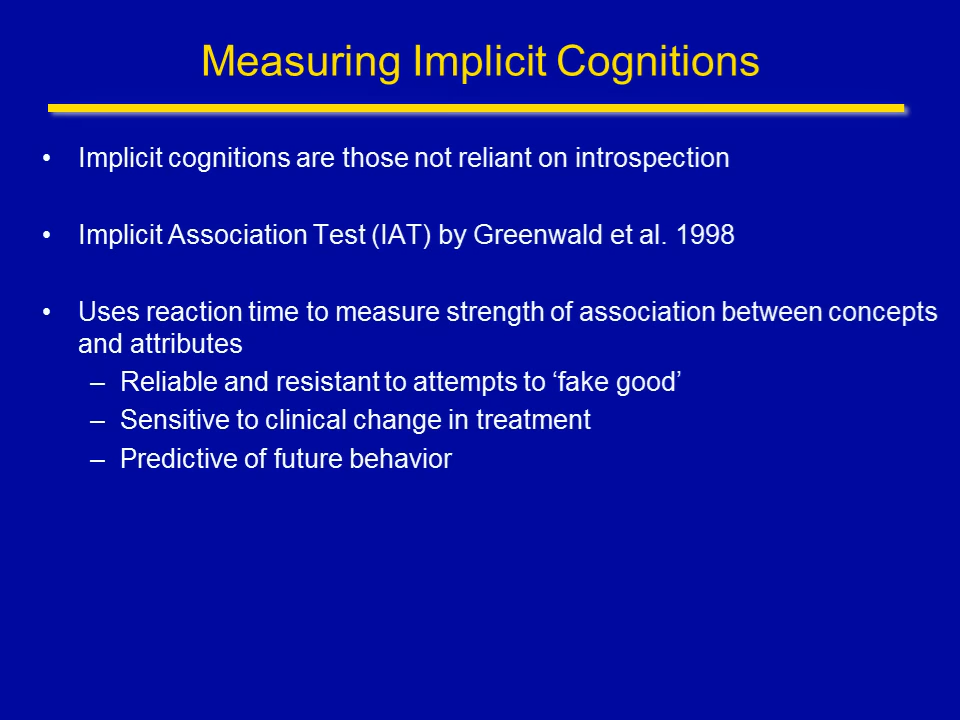 Measuring Implicit Cognitions
• Implicit cognitions are those not reliant on introspection
• Implicit Association Test (IAT) by Greenwald et al. 1998
• Uses reaction time to measure strength of association between concepts
and attributes
– Reliable and resistant to attempts to ‘fake good’
– Sensitive to clinical change in treatment
– Predictive of future behavior